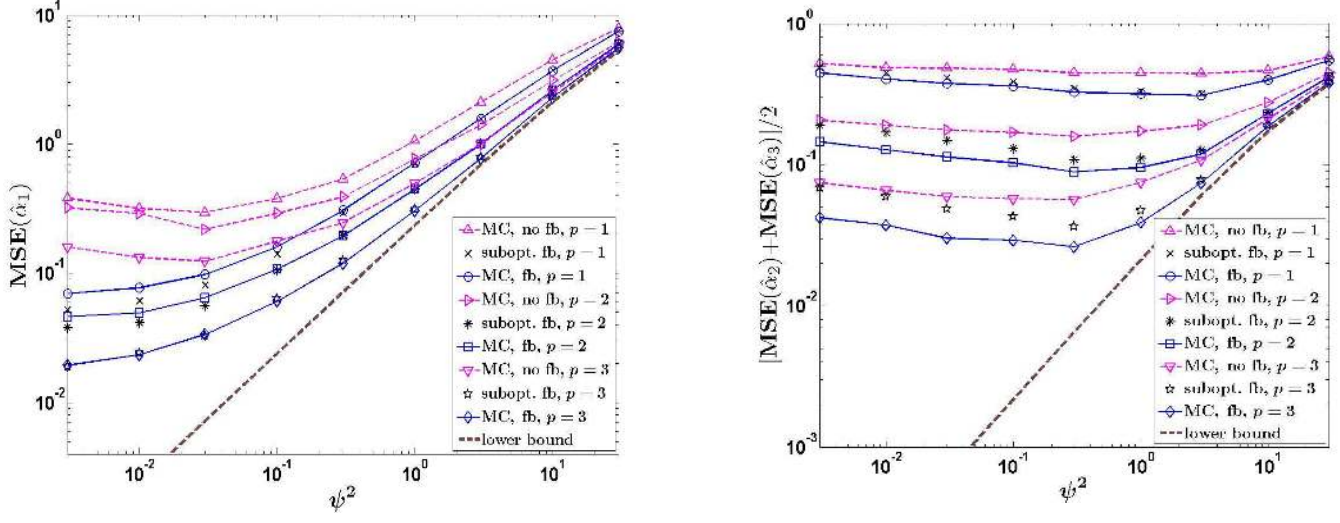 10^1
10^0
10^-1
10^-2
MSE(α̂_1)
10^-2
10^-1
10^0
10^1
ψ^2
MC, no fb, p = 1
subopt. fb, p = 1
MC, fb, p = 1
MC, no fb, p = 2
subopt. fb, p = 2
MC, fb, p = 2
MC, no fb, p = 3
subopt. fb, p = 3
MC, fb, p = 3
lower bound
10^0
10^-1
10^-2
10^-3
[MSE(α̂_2)+MSE(α̂_3)]/2
10^-2
10^-1
10^0
10^1
ψ^2
MC, no fb, p = 1
subopt. fb, p = 1
MC, fb, p = 1
MC, no fb, p = 2
subopt. fb, p = 2
MC, fb, p = 2
MC, no fb, p = 3
subopt. fb, p = 3
MC, fb, p = 3
lower bound